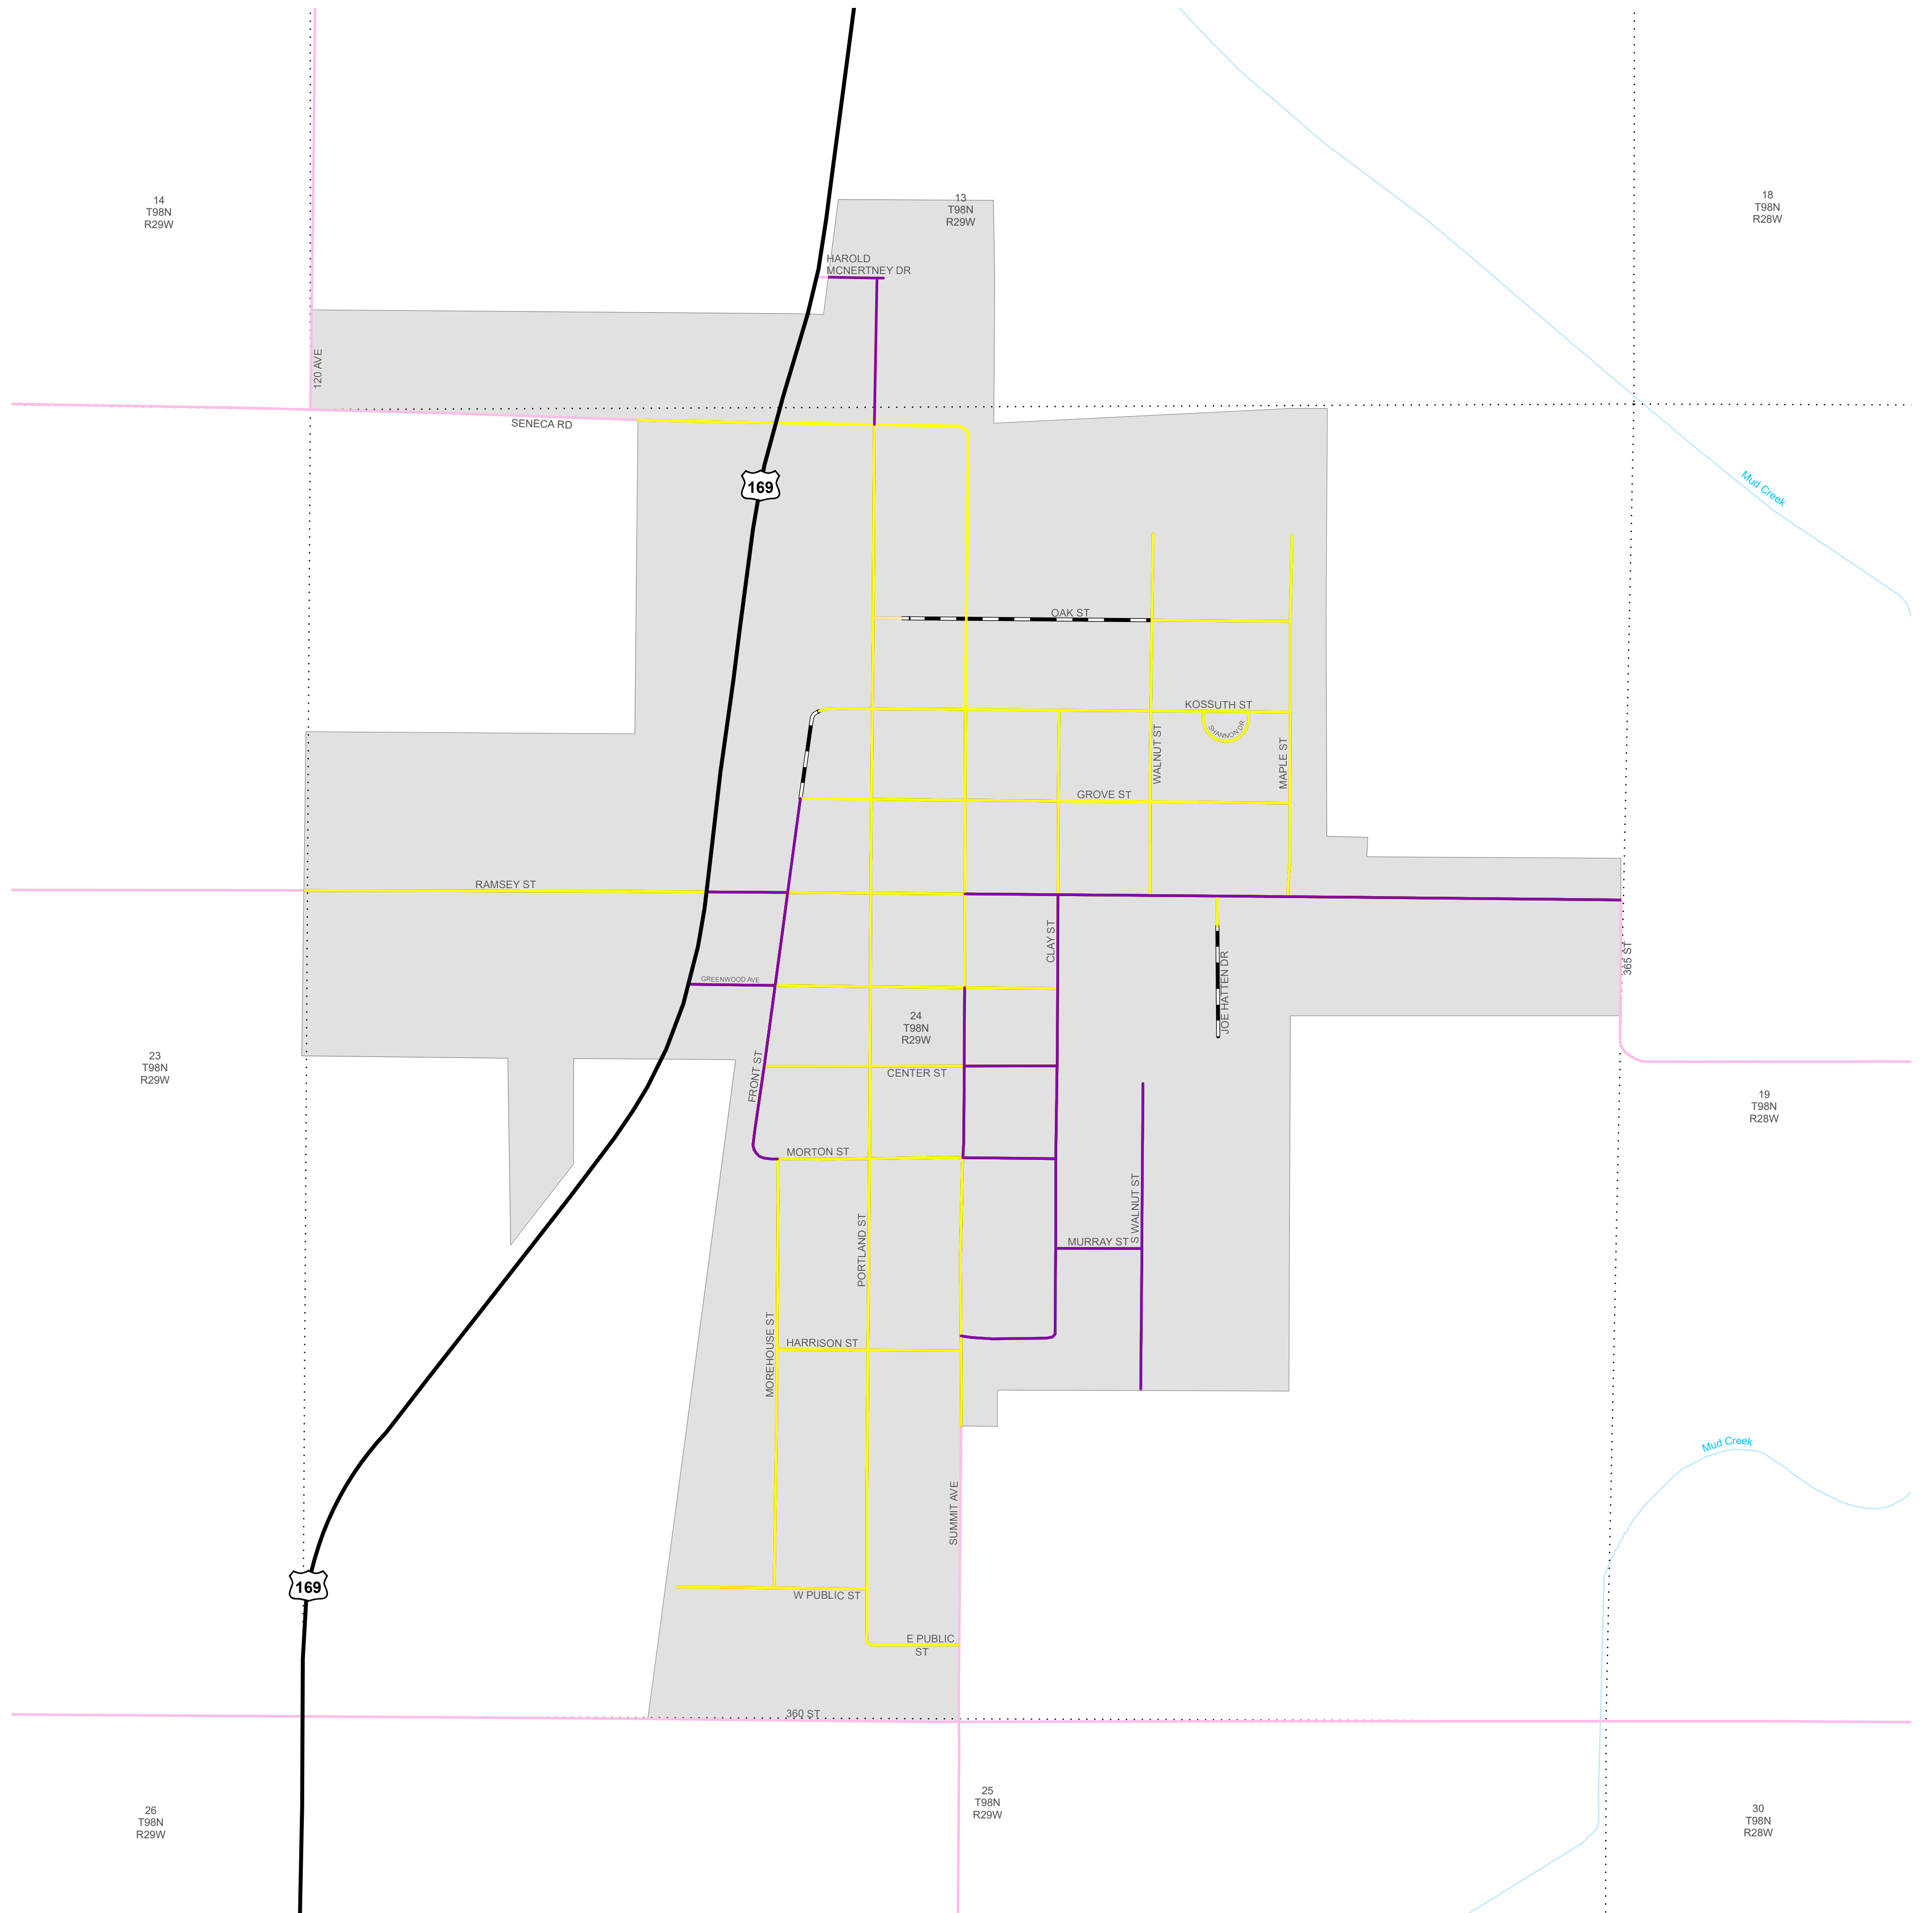 14
T98N
R29W
13
T98N
R29W
18
T98N
R28W
HAROLD
MCNERTNEY DR
120 AVE
SENECA RD
169
Mud Creek
OAK ST
KOSSUTH ST
SHANNON DR
WALNUT ST
MAPLE ST
GROVE ST
RAMSEY ST
CLAY ST
365 ST
GREENWOOD AVE
JOE HATTEN DR
24
T98N
R29W
23
T98N
R29W
FRONT ST
CENTER ST
19
T98N
R28W
MORTON ST
S WALNUT ST
PORTLAND ST
MURRAY ST
MOREHOUSE ST
HARRISON ST
Mud Creek
SUMMIT AVE
169
W PUBLIC ST
E PUBLIC
ST
360 ST
25
T98N
R29W
26
T98N
R29W
30
T98N
R28W